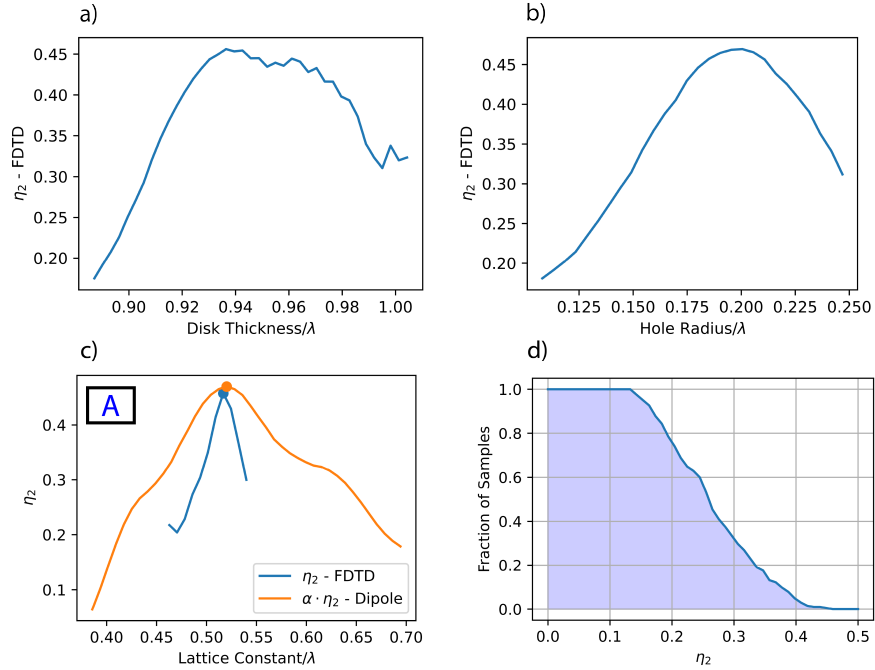 a)
0.45
0.40
0.35
0.30
0.25
0.20
η₂ - FDTD
0.90 0.92 0.94 0.96 0.98 1.00
Disk Thickness/λ
b)
0.45
0.40
0.35
0.30
0.25
0.20
η₂ - FDTD
0.125 0.150 0.175 0.200 0.225 0.250
Hole Radius/λ
c)
A
0.4
0.3
0.2
0.1
η₂
η₂ - FDTD
α · η₂ - Dipole
0.40 0.45 0.50 0.55 0.60 0.65 0.70
Lattice Constant/λ
d)
1.0
0.8
0.6
0.4
0.2
0.0
Fraction of Samples
0.0 0.1 0.2 0.3 0.4 0.5
η₂